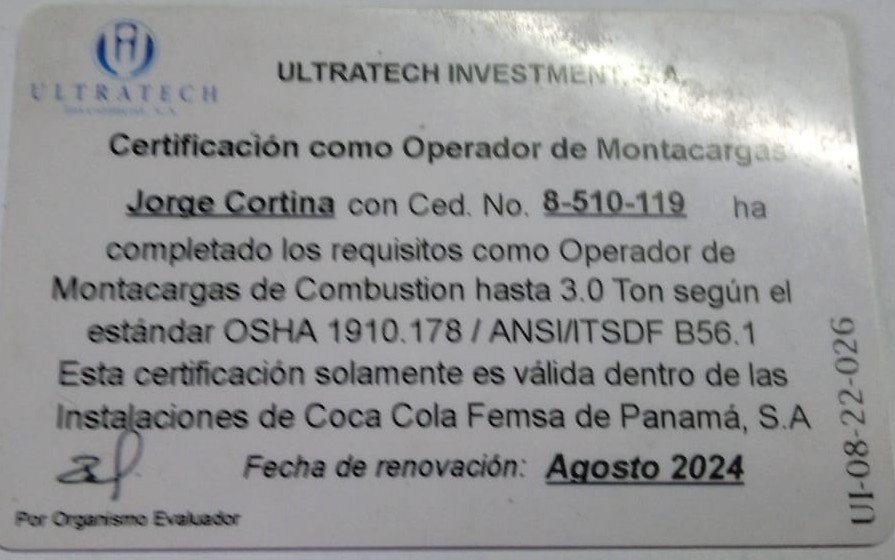 ULTRATECH
Investment, S.A.
ULTRATECH INVESTMENT, S.A.
Certificación como Operador de Montacargas
Jorge Cortina con Ced. No. 8-510-119 ha
completado los requisitos como Operador de
Montacargas de Combustion hasta 3.0 Ton según el
estándar OSHA 1910.178 / ANSI/ITSDF B56.1
Esta certificación solamente es válida dentro de las
Instalaciones de Coca Cola Femsa de Panamá, S.A
Fecha de renovación: Agosto 2024
Por Organismo Evaluador
UI-08-22-026